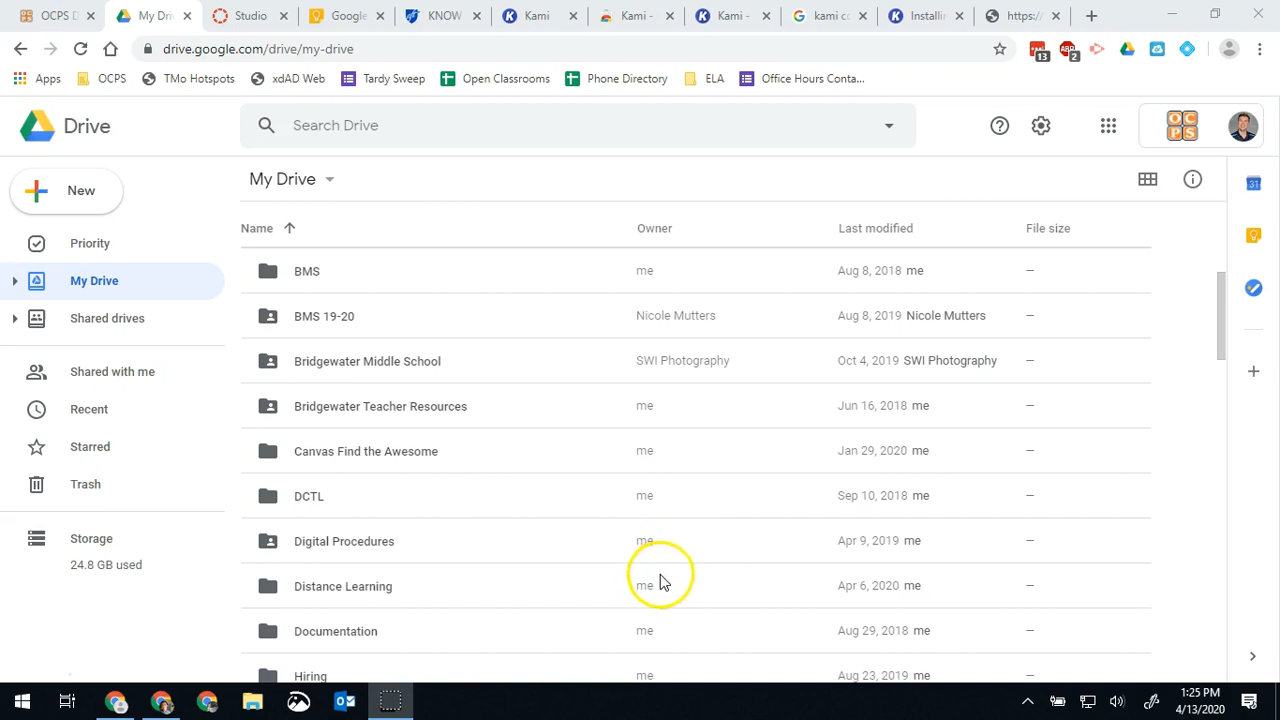 OCPS D
My Dri
Studio
Google
KNOW
Kami -
Kami -
Kami -
kami co
Installin
https:/
drive.google.com/drive/my-drive
13
2
Apps
OCPS
TMo Hotspots
xdAD Web
Tardy Sweep
Open Classrooms
Phone Directory
ELA
Office Hours Conta...
Drive
Search Drive
OCPS
New
My Drive
31
Name
Owner
Last modified
File size
Priority
BMS me Aug 8, 2018 me —
My Drive
BMS 19-20 Nicole Mutters Aug 8, 2019 Nicole Mutters —
Shared drives
Bridgewater Middle School SWI Photography Oct 4, 2019 SWI Photography —
Shared with me
Bridgewater Teacher Resources me Jun 16, 2018 me —
Recent
Canvas Find the Awesome me Jan 29, 2020 me —
Starred
DCTL me Sep 10, 2018 me —
Trash
Digital Procedures me Apr 9, 2019 me —
Storage
24.8 GB used
Distance Learning me Apr 6, 2020 me —
Documentation me Aug 29, 2018 me —
Hiring me Aug 23, 2019 me —
1:25 PM
4/13/2020